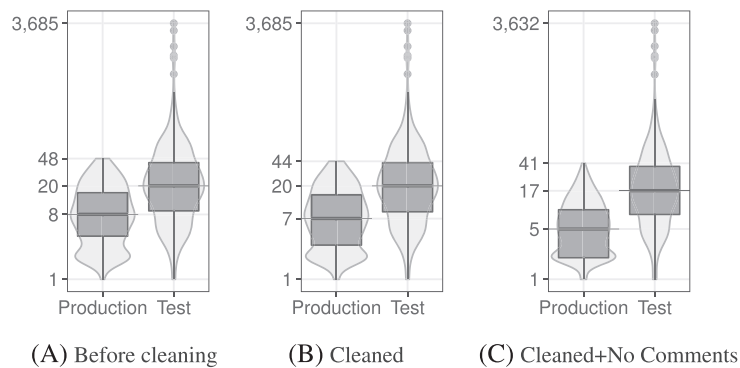 3,685
48
20
8
1
Production Test
(A) Before cleaning
3,685
44
20
7
1
Production Test
(B) Cleaned
3,632
41
17
5
1
Production Test
(C) Cleaned+No Comments